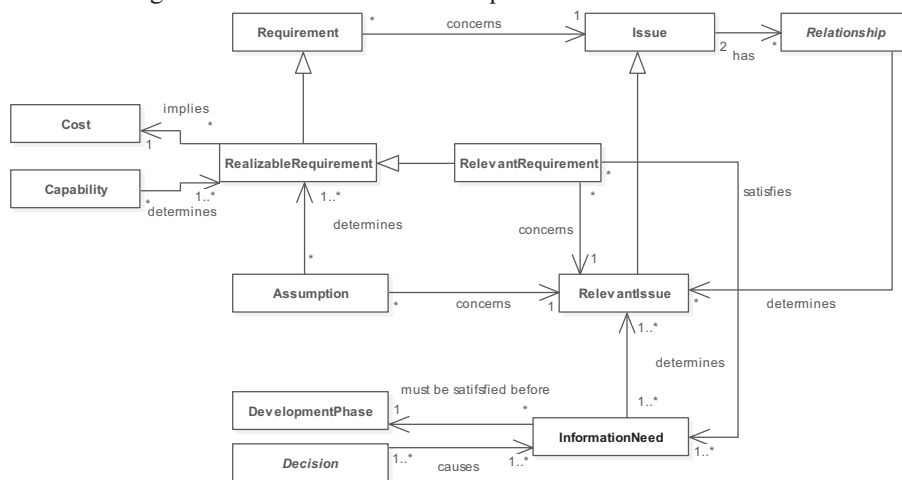 *
concerns
1
Requirement
Issue
2
has
*
Relationship
implies
*
Cost
1
RealizableRequirement
RelevantRequirement
*
Capability
*
determines
1..*
1..*
*
satisfies
determines
concerns
*
1
Assumption
*
concerns
1
RelevantIssue
*
determines
1..*
determines
must be satifsfied before
1..*
DevelopmentPhase
1
*
InformationNeed
1..*
Decision
1..*
causes
1..*